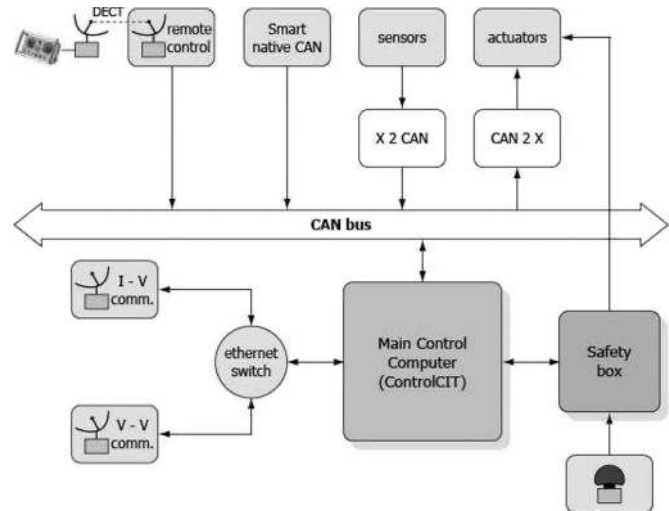 DECT
remote
control
Smart
native CAN
sensors
actuators
X 2 CAN
CAN 2 X
CAN bus
I - V
comm.
ethernet
switch
Main Control
Computer
(ControlCIT)
Safety
box
V - V
comm.